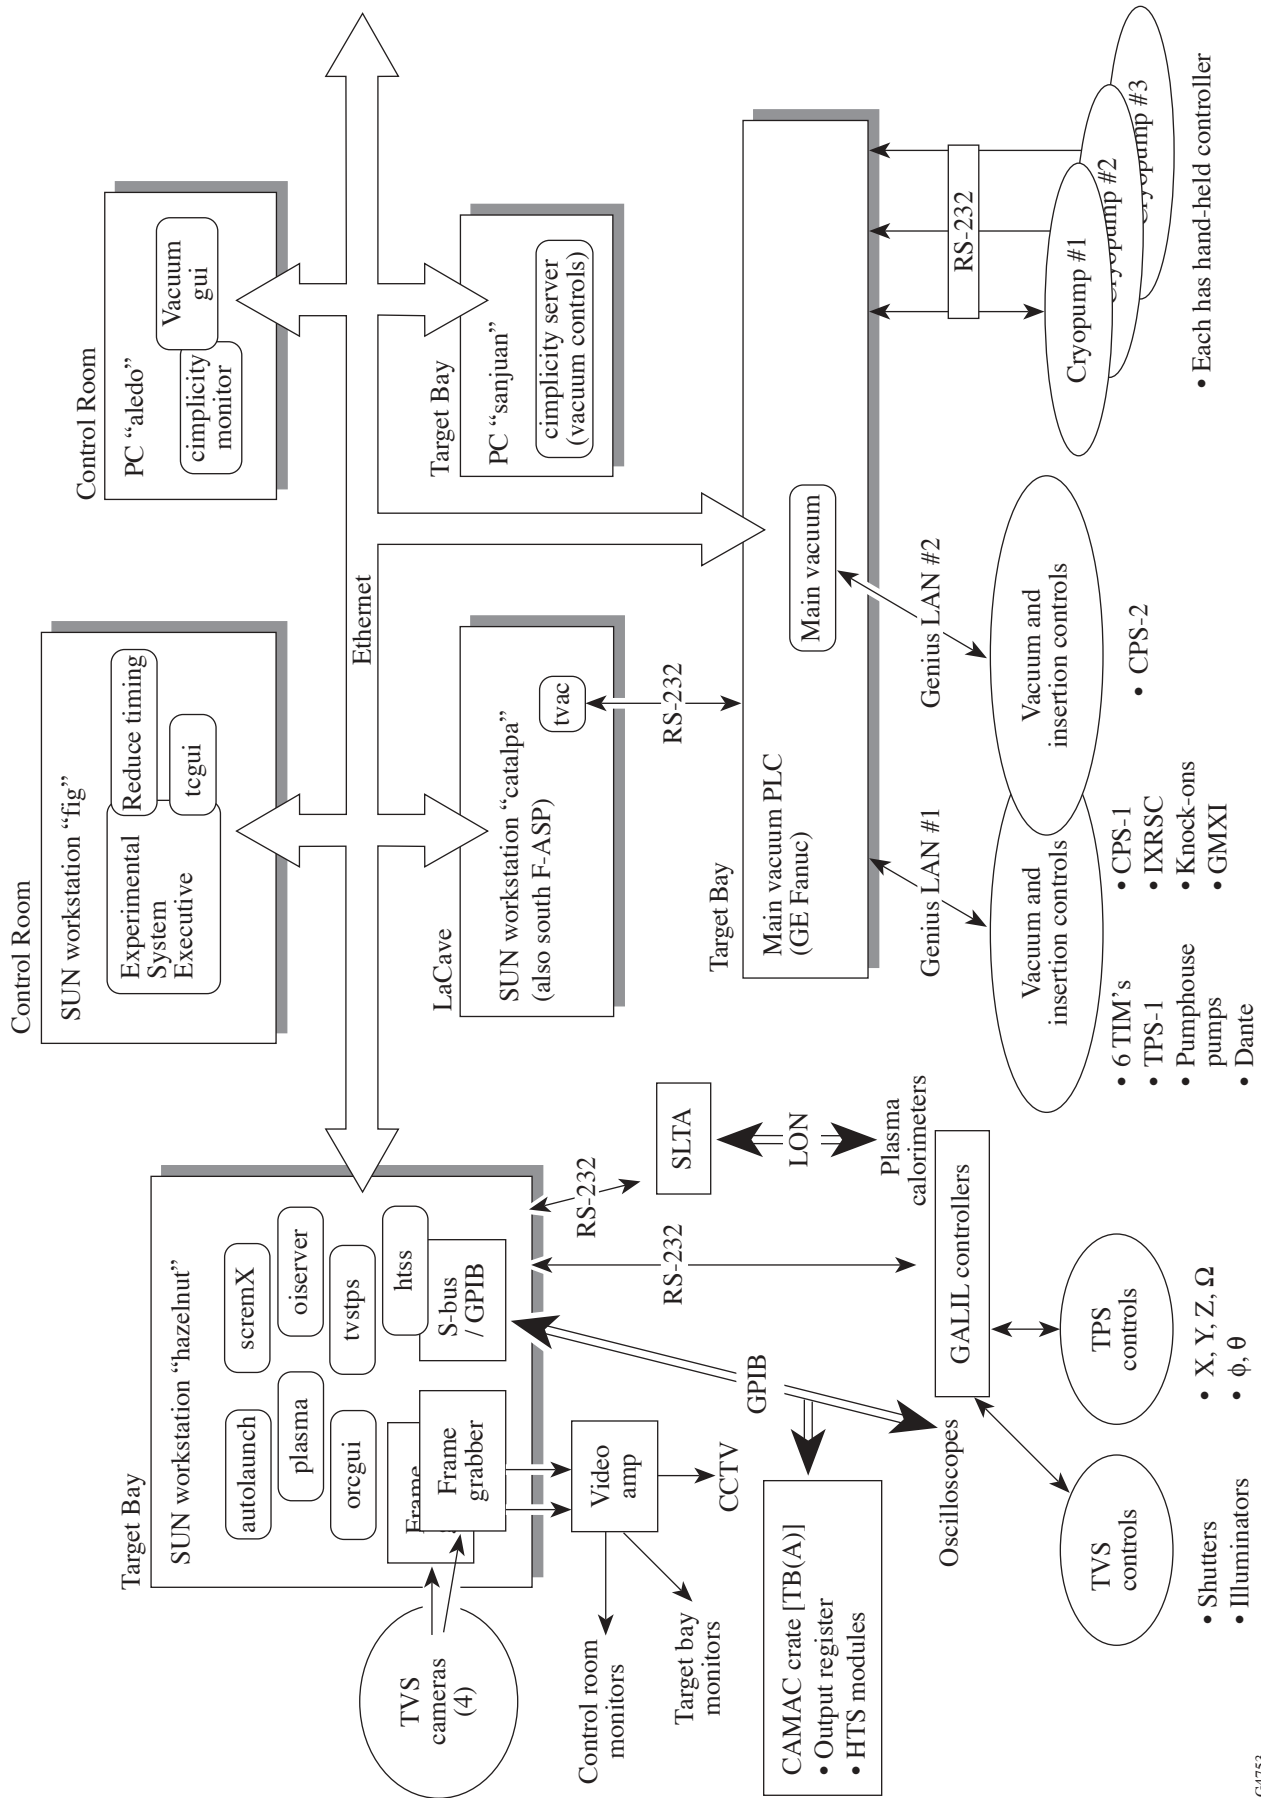 Control Room
SUN workstation “fig”
Experimental
System
Executive
Reduce timing
tcgui
Control Room
PC “aledo”
cimplicity
monitor
Vacuum
gui
Ethernet
Target Bay
SUN workstation “hazelnut”
autolaunch
scremX
plasma
oiserver
orcgui
tvstps
htss
Frame
Frame
grabber
S-bus
/ GPIB
TVS
cameras
(4)
LaCave
SUN workstation “catalpa”
(also south F-ASP)
tvac
Target Bay
PC “sanjuan”
cimplicity server
(vacuum controls)
RS-232
RS-232
RS-232
Video
amp
CCTV
Control room
monitors
Target bay
monitors
SLTA
LON
Plasma
calorimeters
GPIB
Target Bay
Main vacuum PLC
(GE Fanuc)
Main vacuum
CAMAC crate [TB(A)]
• Output register
• HTS modules
Oscilloscopes
GALIL controllers
Genius LAN #1
Genius LAN #2
RS-232
TVS
controls
• Shutters
• Illuminators
TPS
controls
• X, Y, Z, Ω
• ϕ, θ
Vacuum and
insertion controls
• 6 TIM’s
• TPS-1
• Pumphouse
pumps
• Dante
• CPS-1
• IXRSC
• Knock-ons
• GMXI
Vacuum and
insertion controls
• CPS-2
Cryopump #1
Cryopump #2
Cryopump #3
• Each has hand-held controller
G4753